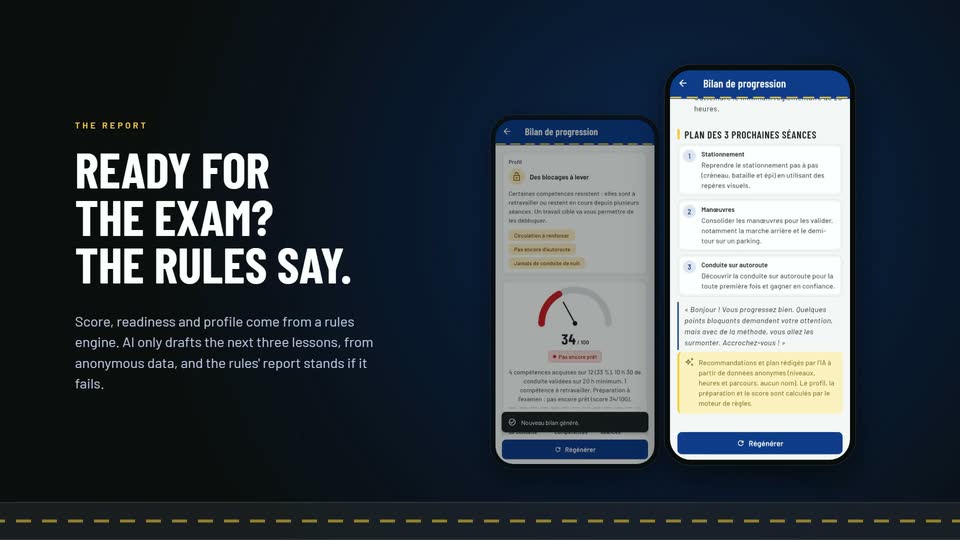 THE REPORT
READY FOR
THE EXAM?
THE RULES SAY.
Score, readiness and profile come from a rules
engine. AI only drafts the next three lessons, from
anonymous data, and the rules' report stands if it
fails.
Bilan de progression
Profil
Des blocages à lever
Certaines compétences résistent : elles sont à
retravailler ou restent en cours depuis plusieurs
séances. Un travail ciblé va vous permettre de
les débloquer.
Circulation à renforcer
Pas encore d'autoroute
Jamais de conduite de nuit
34 / 100
Pas encore prêt
4 compétences acquises sur 12 (33 %). 10 h 30 de
conduite validées sur 20 h minimum. 1
compétence à retravailler. Préparation à
l'examen : pas encore prêt (score 34/100).
Nouveau bilan généré.
Régénérer
Bilan de progression
heures.
PLAN DES 3 PROCHAINES SÉANCES
1 Stationnement
Reprendre le stationnement pas à pas
(créneau, bataille et épi) en utilisant des
repères visuels.
2 Manœuvres
Consolider les manœuvres pour les valider,
notamment la marche arrière et le demi-
tour sur un parking.
3 Conduite sur autoroute
Découvrir la conduite sur autoroute pour la
toute première fois et gagner en confiance.
« Bonjour ! Vous progressez bien. Quelques
points bloquants demandent votre attention,
mais avec de la méthode, vous allez les
surmonter. Accrochez-vous ! »
Recommandations et plan rédigés par l'IA à
partir de données anonymes (niveaux,
heures et parcours, aucun nom). Le profil, la
préparation et le score sont calculés par le
moteur de règles.
Régénérer